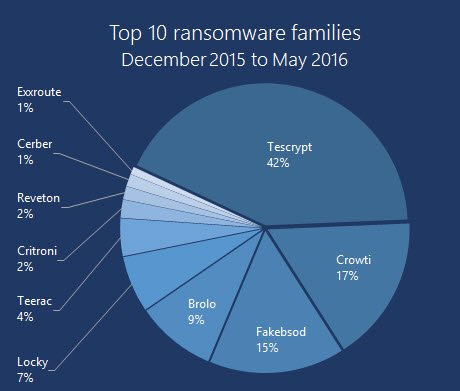 Top 10 ransomware families
December 2015 to May 2016
Exxroute
1%
Cerber
1%
Reveton
2%
Critroni
2%
Teerac
4%
Locky
7%
Brolo
9%
Fakebsod
15%
Crowti
17%
Tescrypt
42%